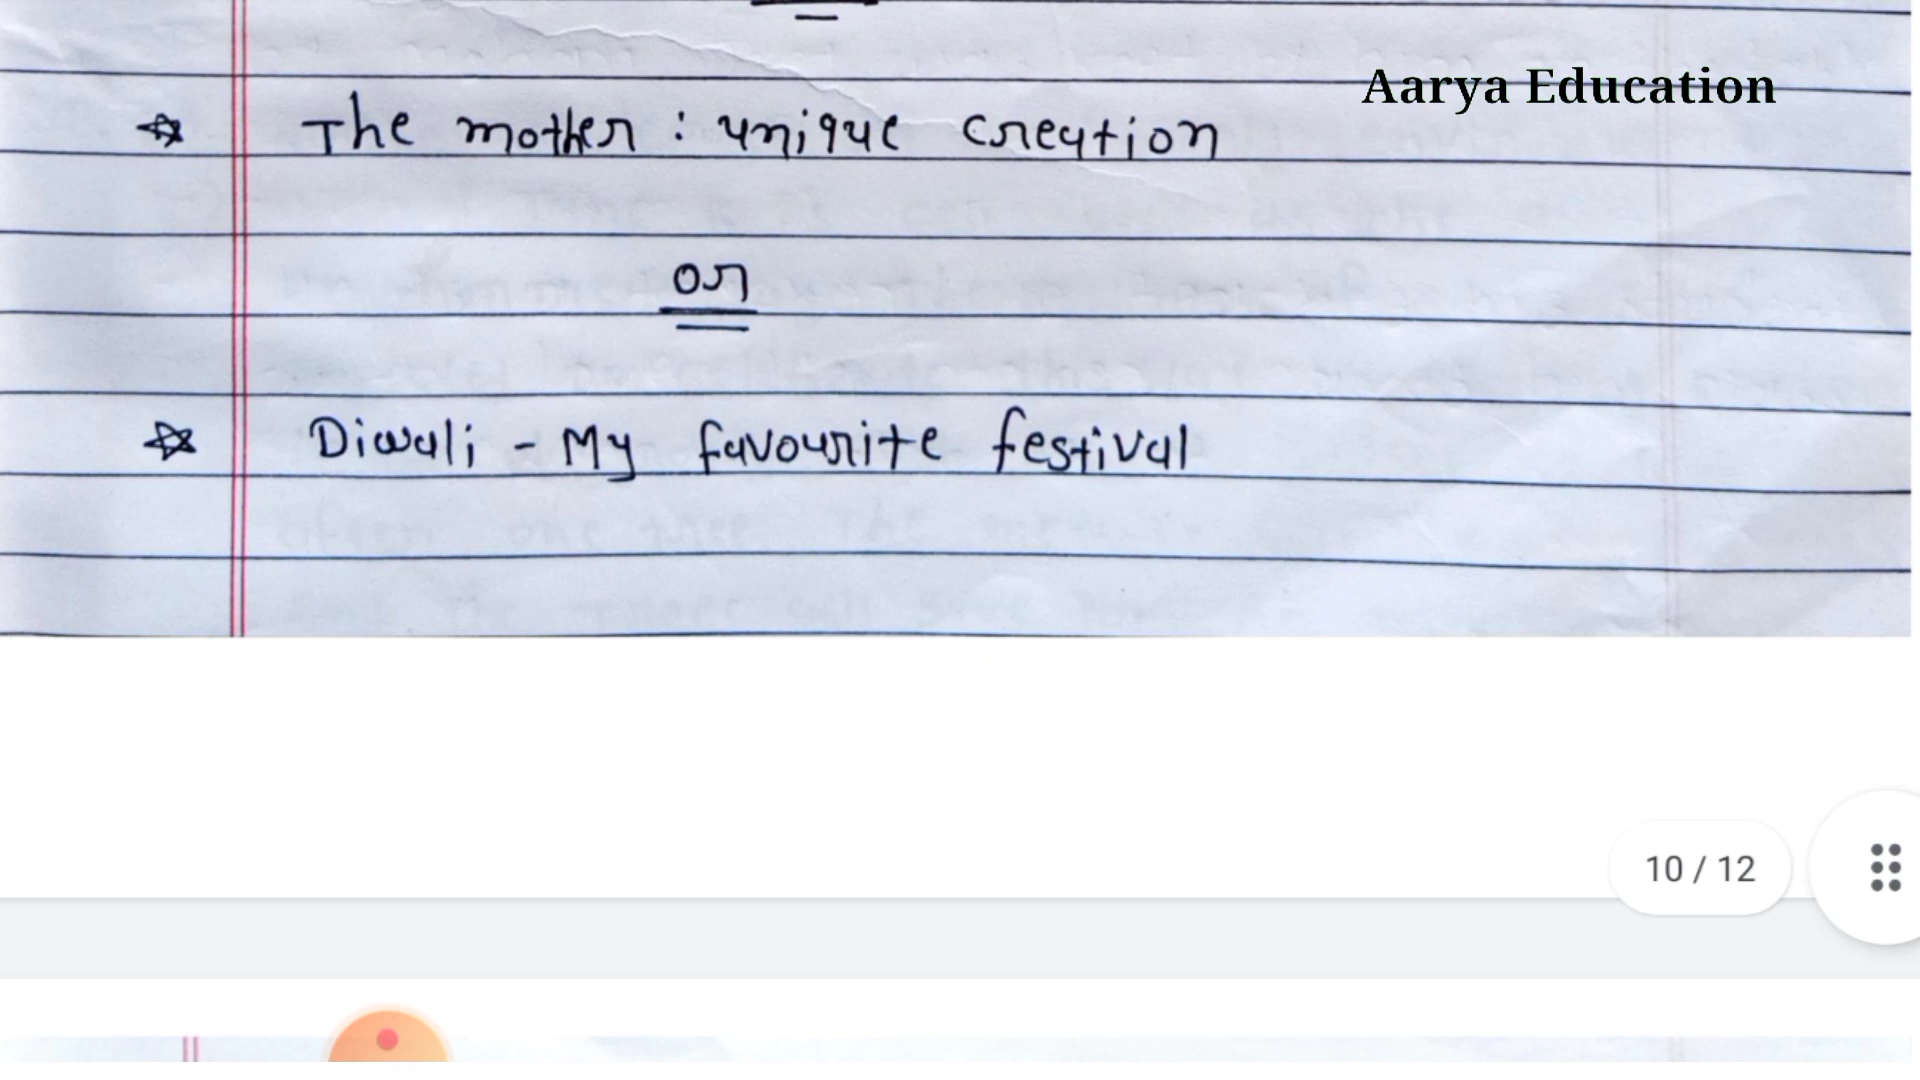 Aarya Education
☆ The mother : unique creation
or
☆ Diwali - My favourite festival
10 / 12